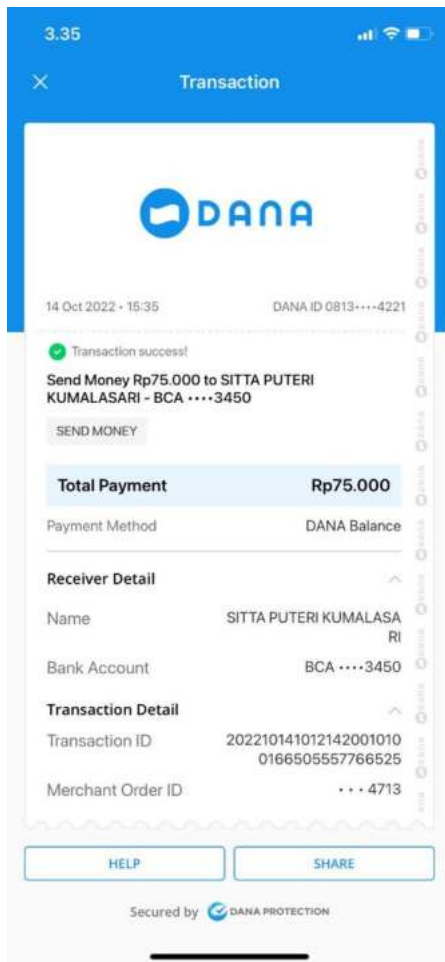 3.35
Transaction
DANA
14 Oct 2022 • 15:35 DANA ID 0813••••4221
Transaction success!
Send Money Rp75.000 to SITTA PUTERI
KUMALASARI - BCA ••••3450
SEND MONEY
Total Payment Rp75.000
Payment Method DANA Balance
Receiver Detail
Name SITTA PUTERI KUMALASA
RI
Bank Account BCA ••••3450
Transaction Detail
Transaction ID 202210141012142001010
0166505557766525
Merchant Order ID •••4713
HELP SHARE
Secured by DANA PROTECTION